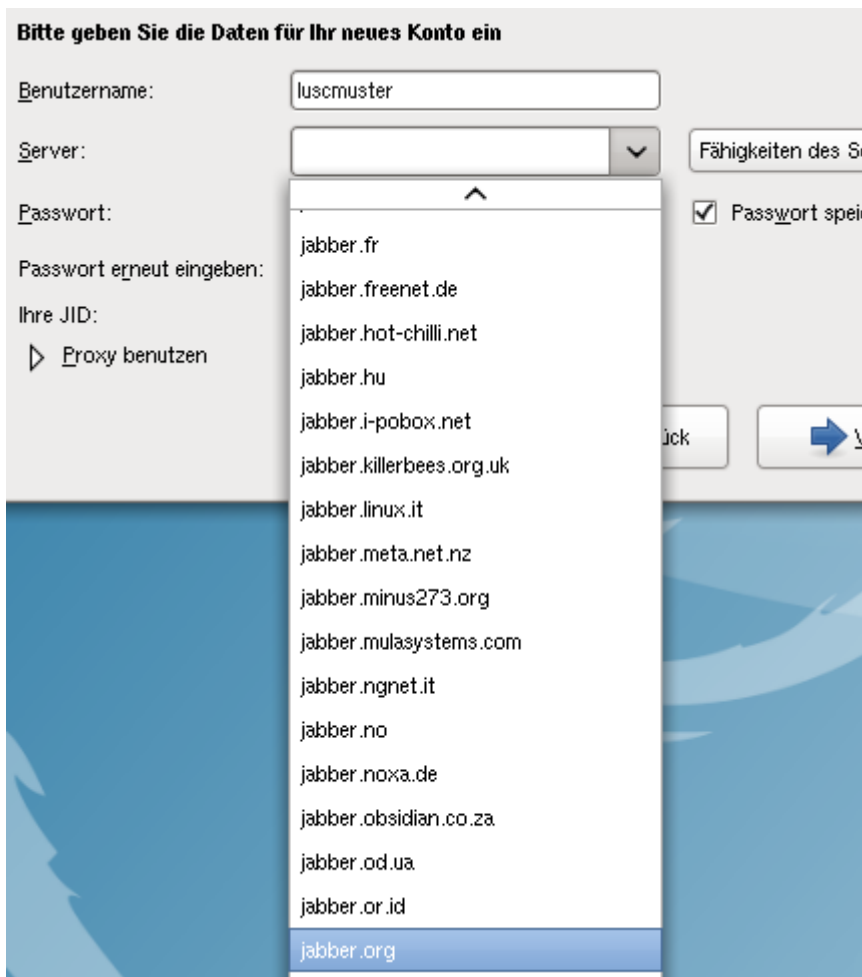 Bitte geben Sie die Daten für Ihr neues Konto ein
Benutzername: luscmuster
Server: Fähigkeiten des
Passwort: Passwort
Passwort erneut eingeben:
Ihre JID:
Proxy benutzen
jabber.fr
jabber.freenet.de
jabber.hot-chilli.net
jabber.hu
jabber.i-pobox.net
jabber.killerbees.org.uk
jabber.linux.it
jabber.meta.net.nz
jabber.minus273.org
jabber.mulasystems.com
jabber.ngnet.it
jabber.no
jabber.noxa.de
jabber.obsidian.co.za
jabber.od.ua
jabber.or.id
jabber.org